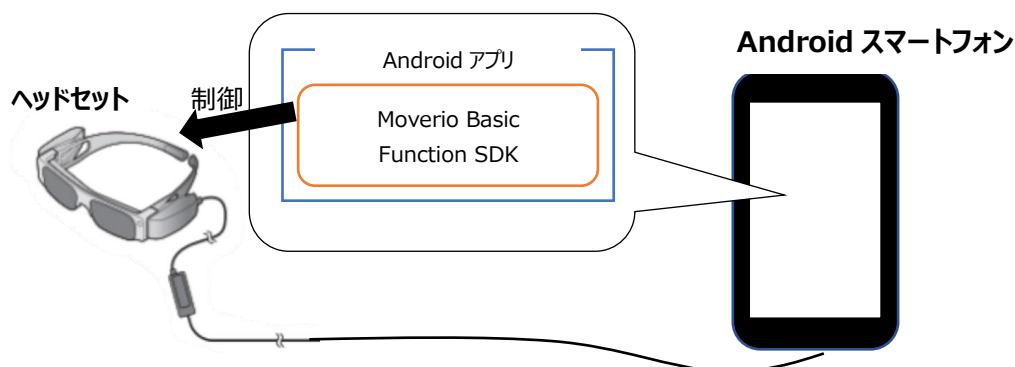 Android スマートフォン
Android アプリ
ヘッドセット
制御
Moverio Basic
Function SDK